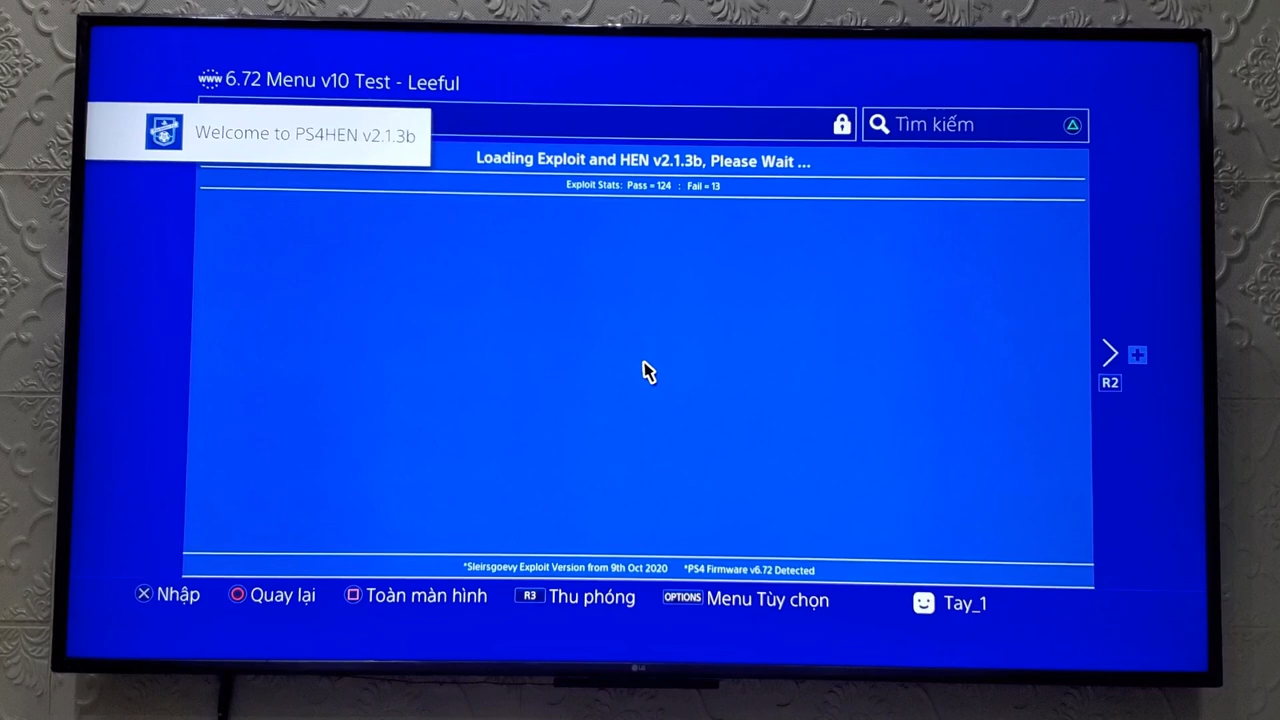 www 6.72 Menu v10 Test - Leeful
Welcome to PS4HEN v2.1.3b
Tìm kiếm
Loading Exploit and HEN v2.1.3b, Please Wait ...
Exploit Stats: Pass = 124 : Fail = 13
R2
*Sleirsgoevy Exploit Version from 9th Oct 2020 *PS4 Firmware v6.72 Detected
Nhập Quay lại Toàn màn hình R3 Thu phóng OPTIONS Menu Tùy chọn Tay_1
LG